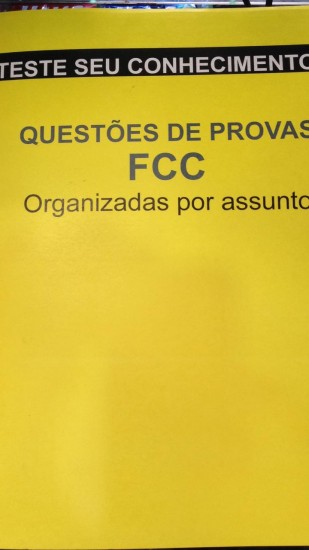 TESTE SEU CONHECIMENTO
QUESTÕES DE PROVAS
FCC
Organizadas por assunto